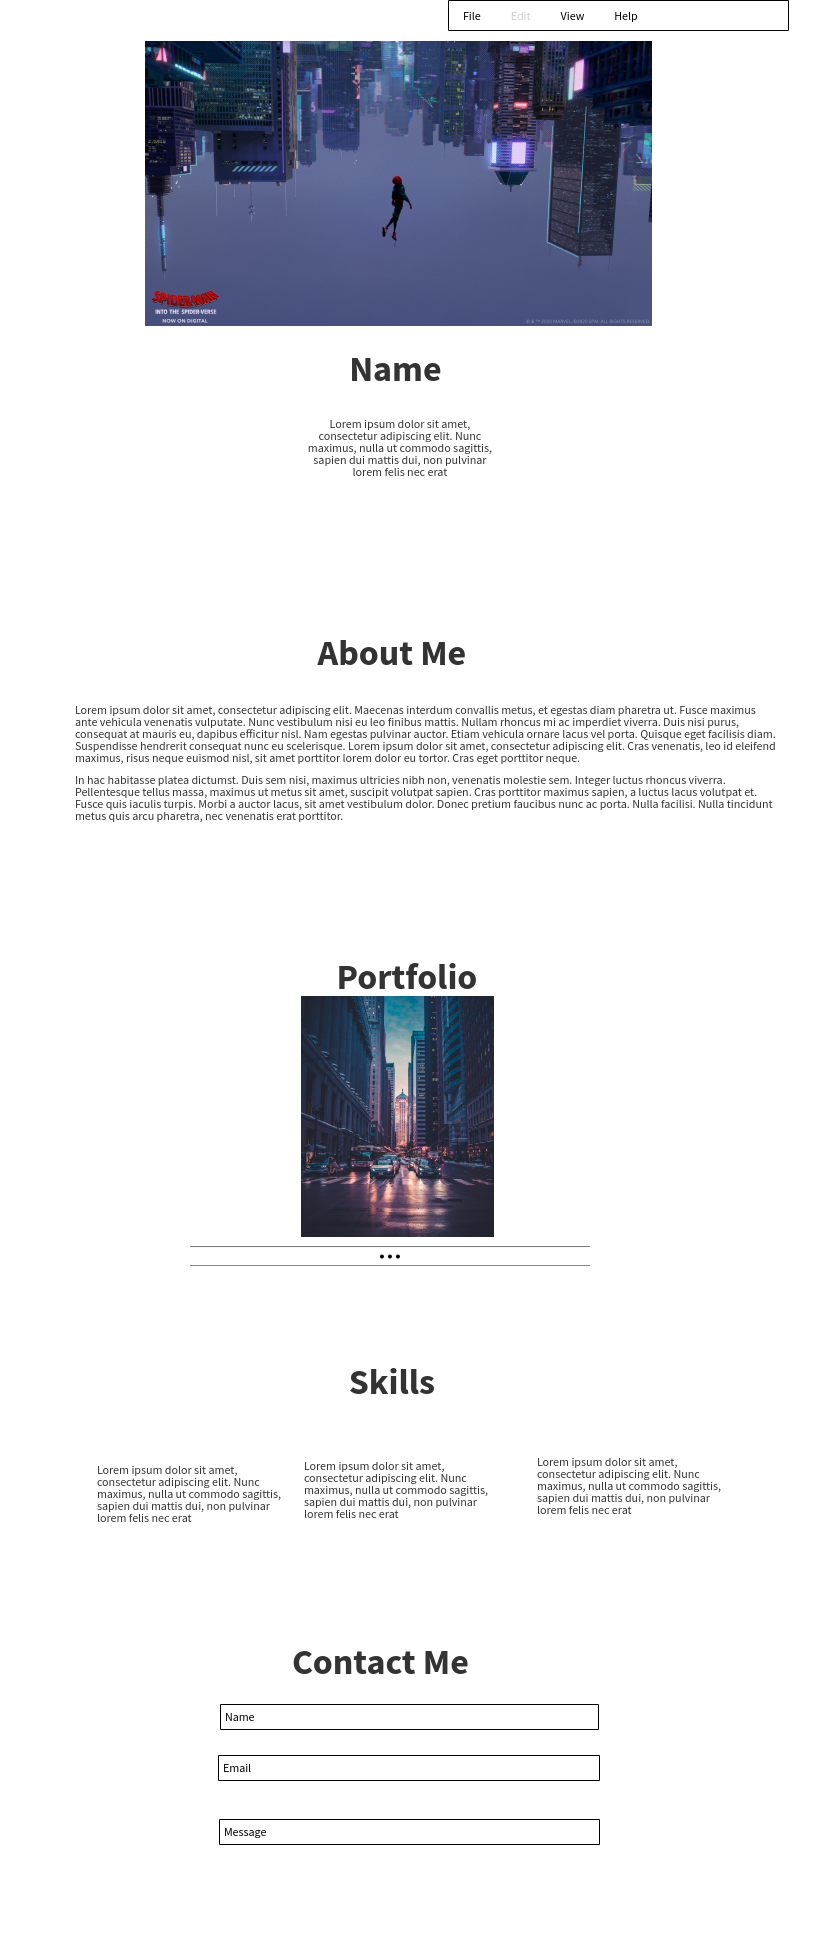 File Edit View Help
SPIDER-MAN
INTO THE SPIDER-VERSE
NOW ON DIGITAL
Name
Lorem ipsum dolor sit amet,
consectetur adipiscing elit. Nunc
maximus, nulla ut commodo sagittis,
sapien dui mattis dui, non pulvinar
lorem felis nec erat
About Me
Lorem ipsum dolor sit amet, consectetur adipiscing elit. Maecenas interdum convallis metus, et egestas diam pharetra ut. Fusce maximus
ante vehicula venenatis vulputate. Nunc vestibulum nisi eu leo finibus mattis. Nullam rhoncus mi ac imperdiet viverra. Duis nisi purus,
consequat at mauris eu, dapibus efficitur nisl. Nam egestas pulvinar auctor. Etiam vehicula ornare lacus vel porta. Quisque eget facilisis diam.
Suspendisse hendrerit consequat nunc eu scelerisque. Lorem ipsum dolor sit amet, consectetur adipiscing elit. Cras venenatis, leo id eleifend
maximus, risus neque euismod nisl, sit amet porttitor lorem dolor eu tortor. Cras eget porttitor neque.
In hac habitasse platea dictumst. Duis sem nisi, maximus ultricies nibh non, venenatis molestie sem. Integer luctus rhoncus viverra.
Pellentesque tellus massa, maximus ut metus sit amet, suscipit volutpat sapien. Cras porttitor maximus sapien, a luctus lacus volutpat et.
Fusce quis iaculis turpis. Morbi a auctor lacus, sit amet vestibulum dolor. Donec pretium faucibus nunc ac porta. Nulla facilisi. Nulla tincidunt
metus quis arcu pharetra, nec venenatis erat porttitor.
Portfolio
Skills
Lorem ipsum dolor sit amet,
consectetur adipiscing elit. Nunc
maximus, nulla ut commodo sagittis,
sapien dui mattis dui, non pulvinar
lorem felis nec erat
Lorem ipsum dolor sit amet,
consectetur adipiscing elit. Nunc
maximus, nulla ut commodo sagittis,
sapien dui mattis dui, non pulvinar
lorem felis nec erat
Lorem ipsum dolor sit amet,
consectetur adipiscing elit. Nunc
maximus, nulla ut commodo sagittis,
sapien dui mattis dui, non pulvinar
lorem felis nec erat
Contact Me
Name
Email
Message